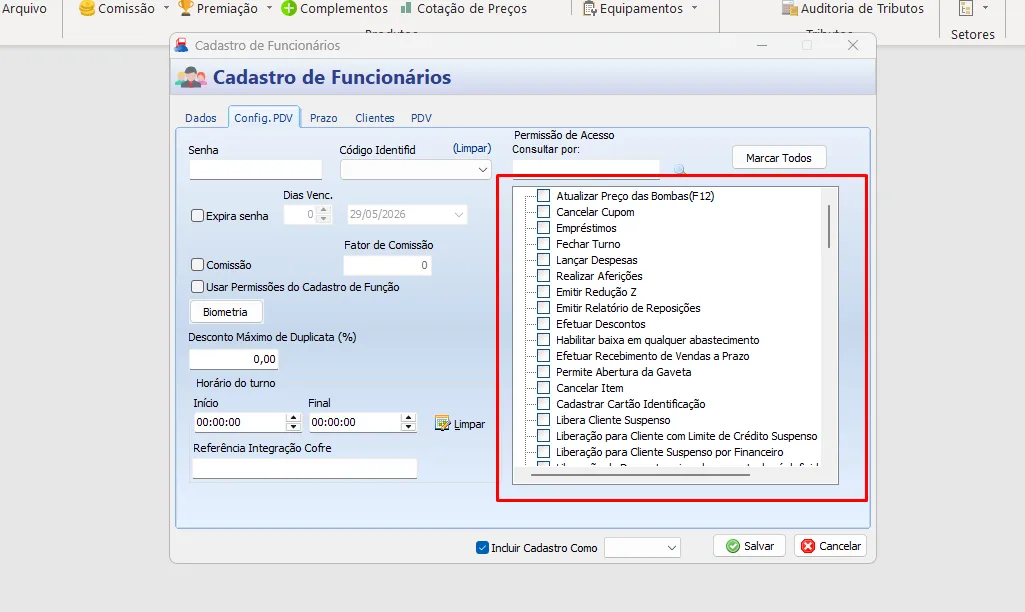 Arquivo
Comissão
Premiação
Complementos
Cotação de Preços
Equipamentos
Auditoria de Tributos
Setores
Cadastro de Funcionários
Cadastro de Funcionários
Dados
Config. PDV
Prazo
Clientes
PDV
Permissão de Acesso
Senha
Código Identifid
(Limpar)
Consultar por:
Marcar Todos
Dias Venc.
Expira senha
0
29/05/2026
Fator de Comissão
Comissão
0
Usar Permissões do Cadastro de Função
Biometria
Desconto Máximo de Duplicata (%)
0,00
Horário do turno
Início
Final
00:00:00
00:00:00
Limpar
Referência Integração Cofre
Atualizar Preço das Bombas(F12)
Cancelar Cupom
Empréstimos
Fechar Turno
Lançar Despesas
Realizar Aferições
Emitir Redução Z
Emitir Relatório de Reposições
Efetuar Descontos
Habilitar baixa em qualquer abastecimento
Efetuar Recebimento de Vendas a Prazo
Permite Abertura da Gaveta
Cancelar Item
Cadastrar Cartão Identificação
Libera Cliente Suspenso
Liberação para Cliente com Limite de Crédito Suspenso
Liberação para Cliente Suspenso por Financeiro
Incluir Cadastro Como
Salvar
Cancelar